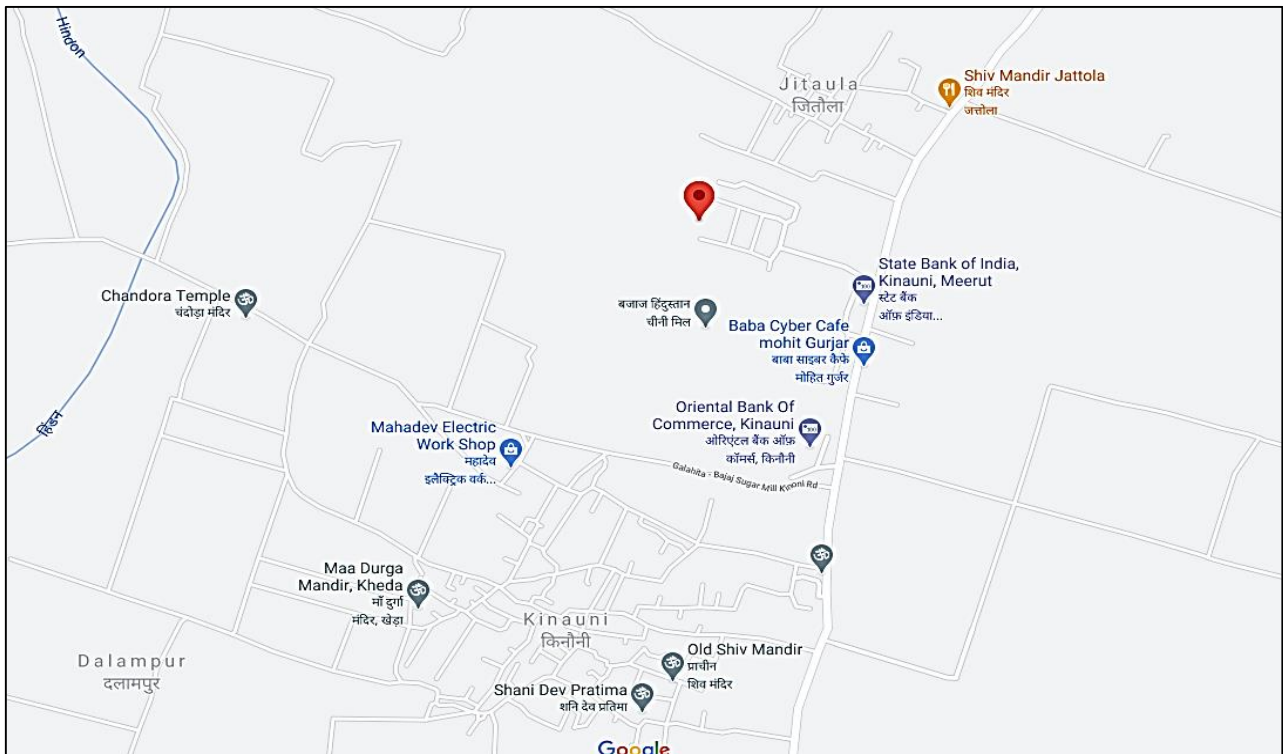 Hindon
Jitaula
जितौला
Shiv Mandir Jattola
शिव मंदिर
जत्तोला
State Bank of India,
Kinauni, Meerut
स्टेट बैंक
ऑफ़ इंडिया...
Chandora Temple
चंदोड़ा मंदिर
बजाज हिंदुस्तान
चीनी मिल
Baba Cyber Cafe
mohit Gurjar
बाबा साइबर कैफे
मोहित गुर्जर
हिंडन
Mahadev Electric
Work Shop
महादेव
इलैक्ट्रिक वर्क...
Oriental Bank Of
Commerce, Kinauni
ओरिएंटल बैंक ऑफ़
कॉमर्स, किनौनी
Galahita - Bajaj Sugar Mill Kinoni Rd
Maa Durga
Mandir, Kheda
माँ दुर्गा
मंदिर, खेड़ा
Kinauni
किनौनी
Dalampur
दलामपुर
Old Shiv Mandir
प्राचीन
शिव मंदिर
Shani Dev Pratima
शनि देव प्रतिमा
Google